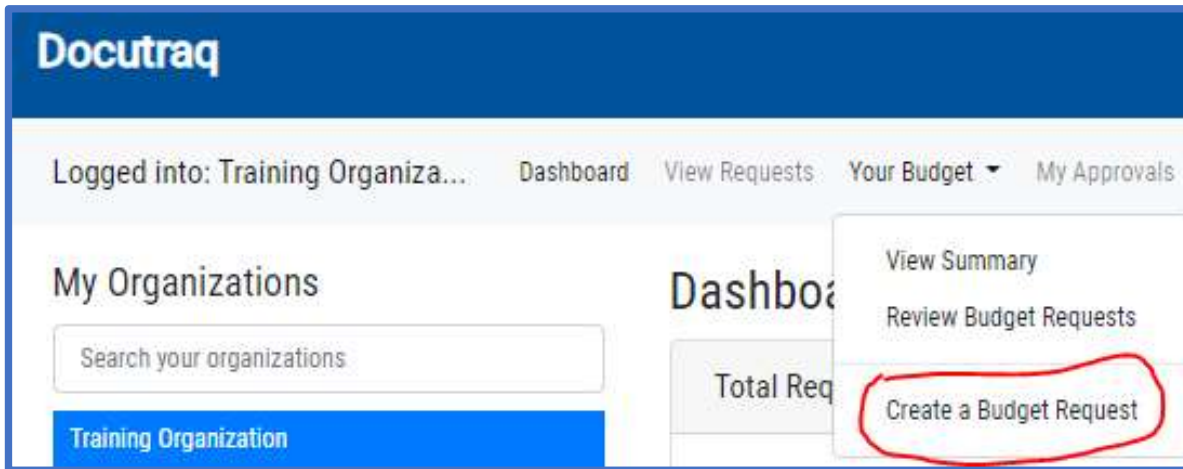 Docutraq
Logged into: Training Organiza... Dashboard View Requests Your Budget My Approvals
My Organizations
Search your organizations
Training Organization
Dashboa
Total Req
View Summary
Review Budget Requests
Create a Budget Request